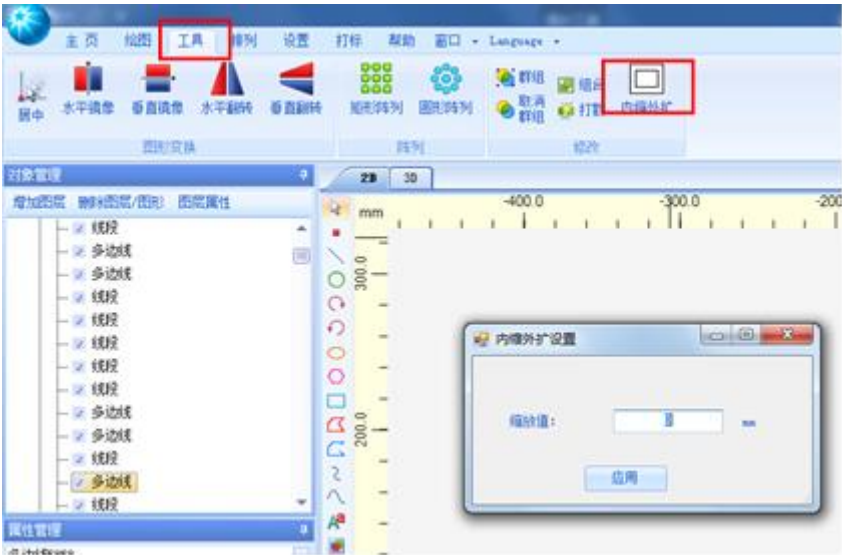 主页 绘图 工具 排列 设置 打标 帮助 窗口 Language
居中 水平镜像 垂直镜像 水平翻转 垂直翻转 矩形阵列 圆形阵列 群组 取消群组 组合 打散 内缩外扩
图形变换 阵列 修改
对象管理 2D 3D
增加图层 删除图层/图形 图层属性
mm -400.0 -300.0 -200
线段
多边线
多边线
线段
线段
线段
线段
多边线
多边线
线段
多边线
线段
300.0
200.0
内缩外扩设置
缩放值: mm
应用
属性管理